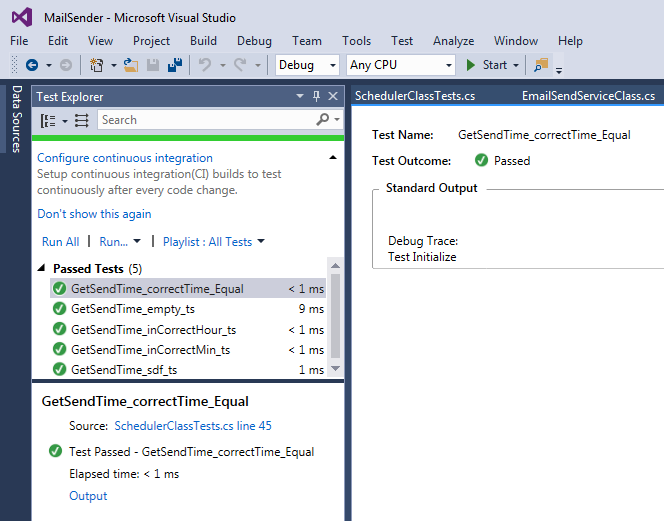 MailSender - Microsoft Visual Studio
File Edit View Project Build Debug Team Tools Test Analyze Window Help
Debug Any CPU Start
Data Sources
Test Explorer
Search
Configure continuous integration
Setup continuous integration(CI) builds to test
continuously after every code change.
Don't show this again
Run All | Run... | Playlist : All Tests
Passed Tests (5)
GetSendTime_correctTime_Equal < 1 ms
GetSendTime_empty_ts 9 ms
GetSendTime_inCorrectHour_ts < 1 ms
GetSendTime_inCorrectMin_ts < 1 ms
GetSendTime_sdf_ts 1 ms
GetSendTime_correctTime_Equal
Source: SchedulerClassTests.cs line 45
Test Passed - GetSendTime_correctTime_Equal
Elapsed time: < 1 ms
Output
SchedulerClassTests.cs EmailSendServiceClass.cs
Test Name: GetSendTime_correctTime_Equal
Test Outcome: Passed
Standard Output
Debug Trace:
Test Initialize